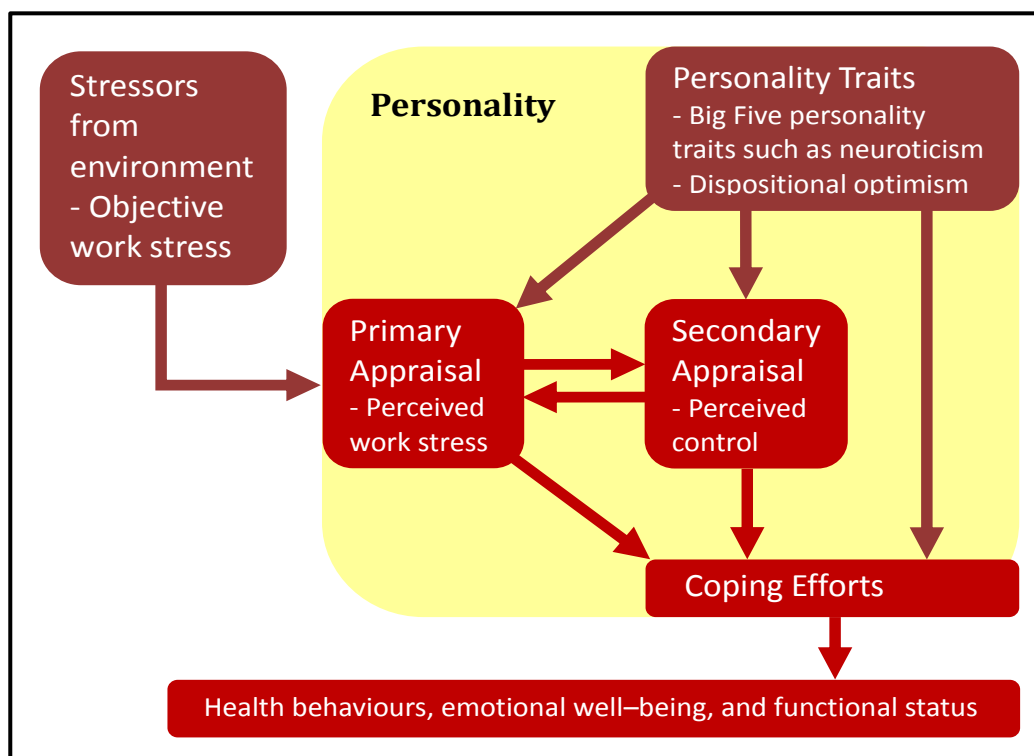 Stressors
from
environment
- Objective
work stress
Personality
Personality Traits
- Big Five personality
traits such as neuroticism
- Dispositional optimism
Primary
Appraisal
- Perceived
work stress
Secondary
Appraisal
- Perceived
control
Coping Efforts
Health behaviours, emotional well–being, and functional status